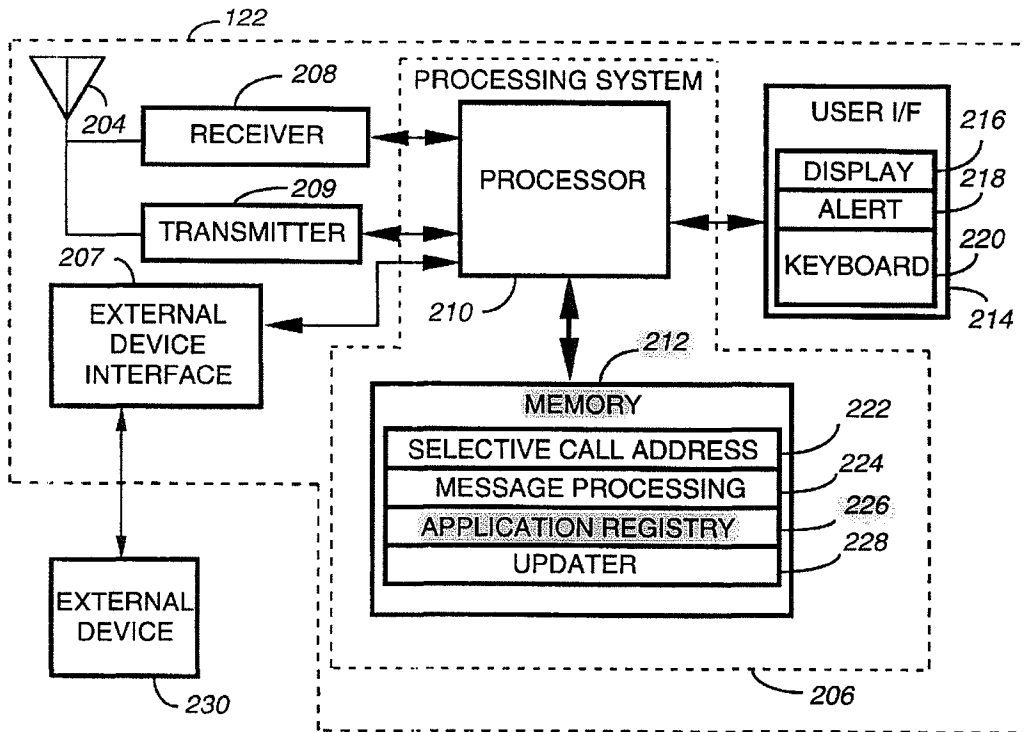 122
204
208
RECEIVER
209
TRANSMITTER
207
EXTERNAL
DEVICE
INTERFACE
EXTERNAL
DEVICE
230
PROCESSING SYSTEM
PROCESSOR
210
USER I/F
216
DISPLAY
218
ALERT
220
KEYBOARD
214
212
MEMORY
222
SELECTIVE CALL ADDRESS
224
MESSAGE PROCESSING
226
APPLICATION REGISTRY
228
UPDATER
206